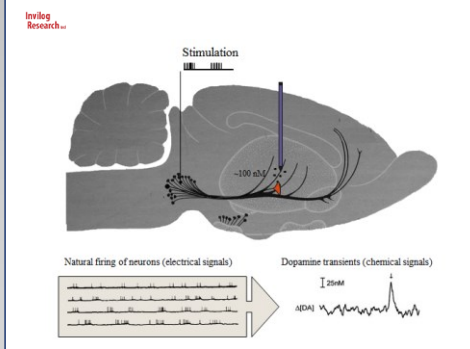 Invilog
Research
Stimulation
~100 nM
Natural firing of neurons (electrical signals)
Dopamine transients (chemical signals)
25nM
Δ[DA]